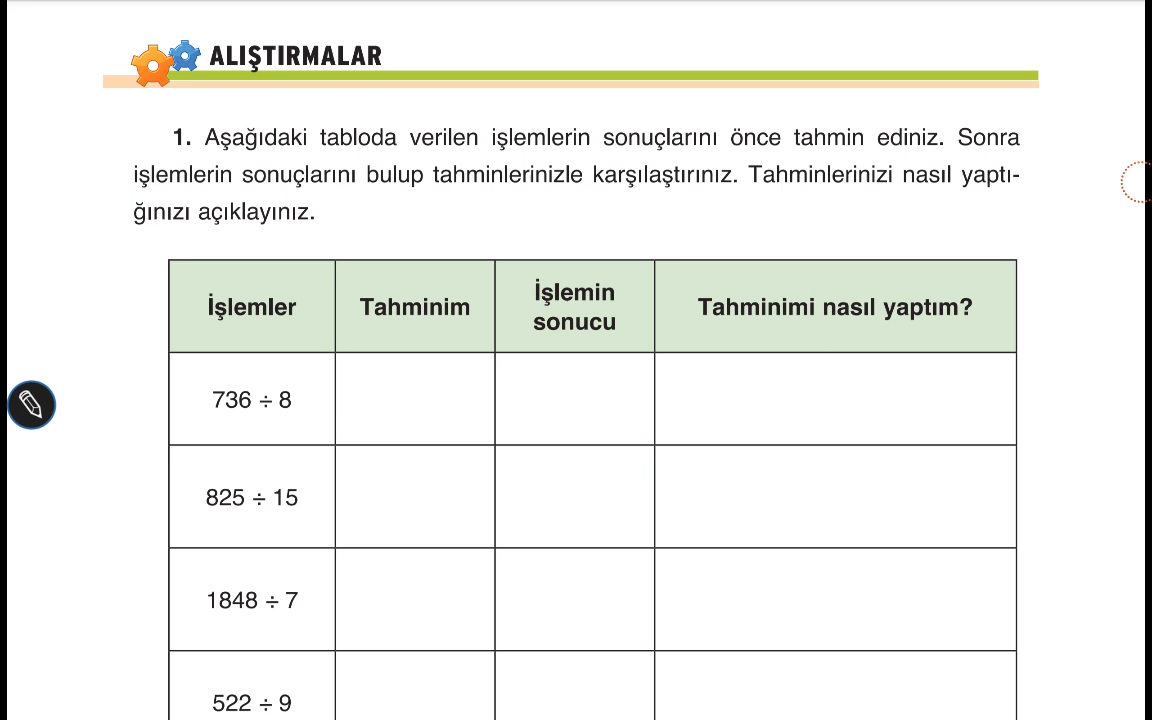 ALIŞTIRMALAR
1. Aşağıdaki tabloda verilen işlemlerin sonuçlarını önce tahmin ediniz. Sonra
işlemlerin sonuçlarını bulup tahminlerinizle karşılaştırınız. Tahminlerinizi nasıl yaptı-
ğınızı açıklayınız.
İşlemler
Tahminim
İşlemin
sonucu
Tahminimi nasıl yaptım?
736 ÷ 8
825 ÷ 15
1848 ÷ 7
522 ÷ 9